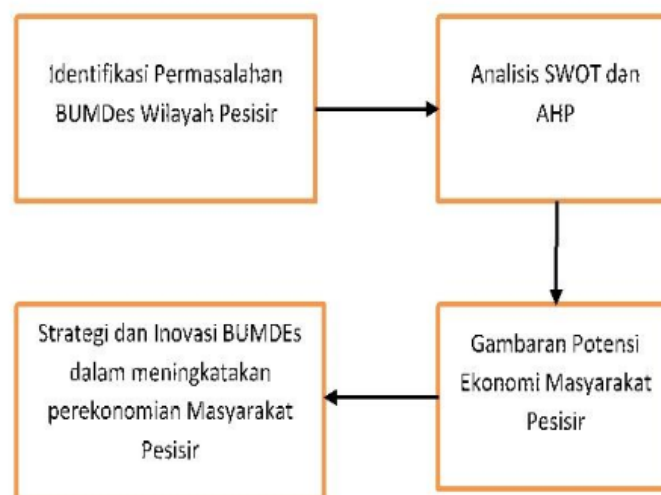 Identifikasi Permasalahan
BUMDes Wilayah Pesisir
Analisis SWOT dan
AHP
Gambaran Potensi
Ekonomi Masyarakat
Pesisir
Strategi dan Inovasi BUMDEs
dalam meningkatakan
perekonomian Masyarakat
Pesisir